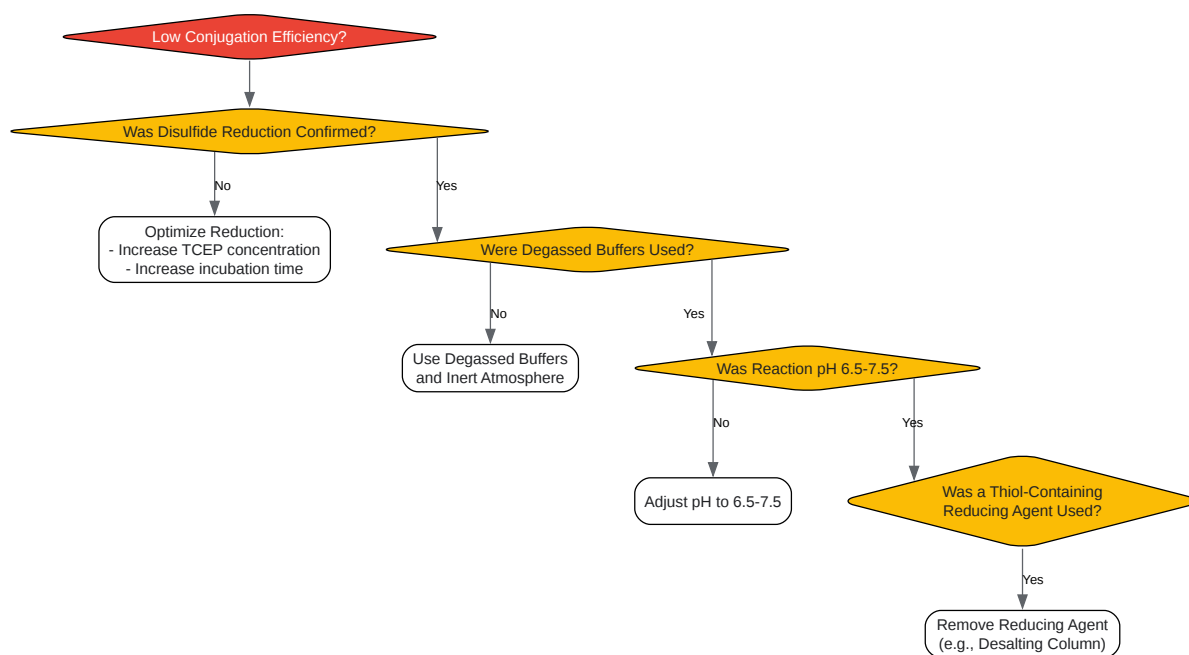 Low Conjugation Efficiency?
Was Disulfide Reduction Confirmed?
No
Yes
Optimize Reduction:
- Increase TCEP concentration
- Increase incubation time
Were Degassed Buffers Used?
No
Yes
Use Degassed Buffers
and Inert Atmosphere
Was Reaction pH 6.5-7.5?
No
Yes
Adjust pH to 6.5-7.5
Was a Thiol-Containing
Reducing Agent Used?
Yes
Remove Reducing Agent
(e.g., Desalting Column)